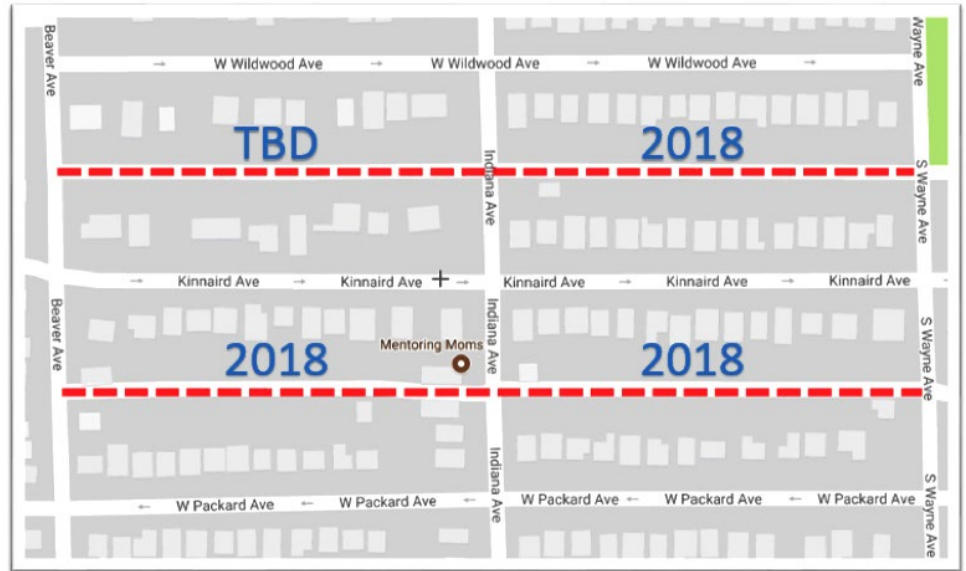 Beaver Ave
W Wildwood Ave
W Wildwood Ave
W Wildwood Ave
Wayne Ave
TBD
2018
Indiana Ave
S Wayne Ave
Kinnaird Ave
Kinnaird Ave
Kinnaird Ave
Kinnaird Ave
Kinnaird Ave
Beaver Ave
Indiana Ave
S Wayne Ave
Mentoring Moms
2018
2018
Indiana Ave
S Wayne Ave
W Packard Ave
W Packard Ave
W Packard Ave
W Packard Ave
W Packard Ave